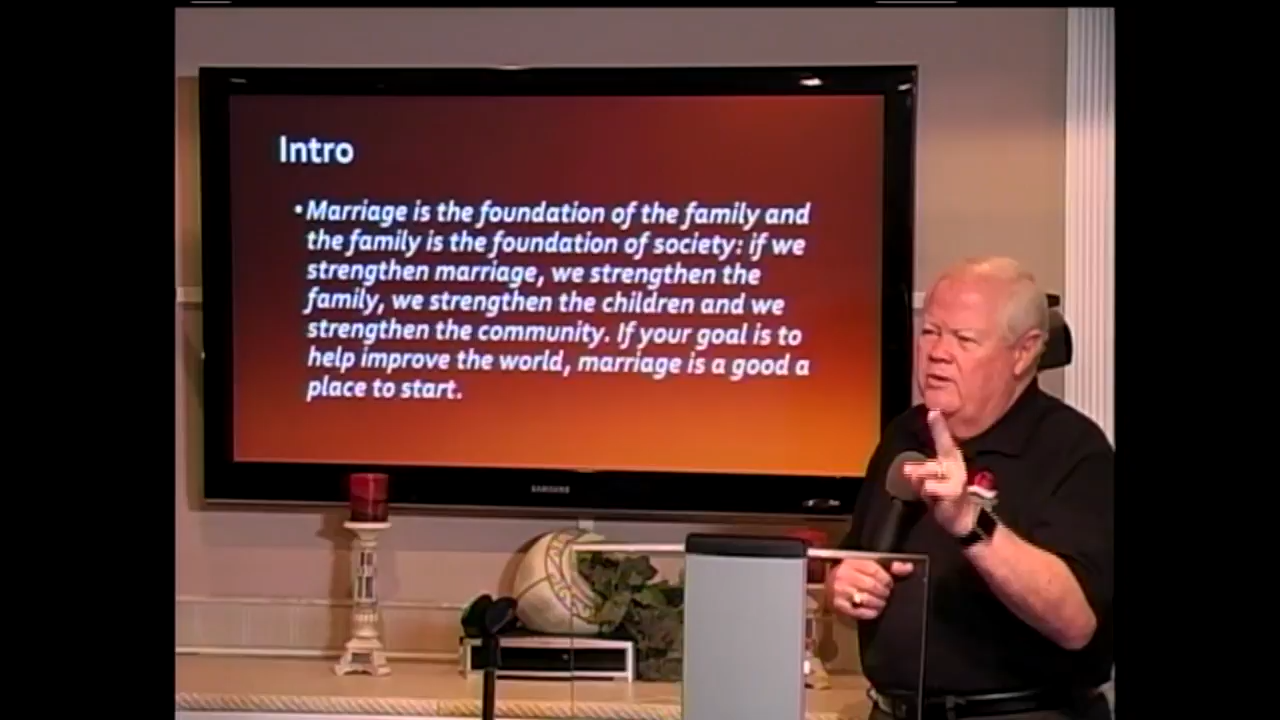 Intro
• Marriage is the foundation of the family and
the family is the foundation of society: if we
strengthen marriage, we strengthen the
family, we strengthen the children and we
strengthen the community. If your goal is to
help improve the world, marriage is a good a
place to start.
SAMSUNG